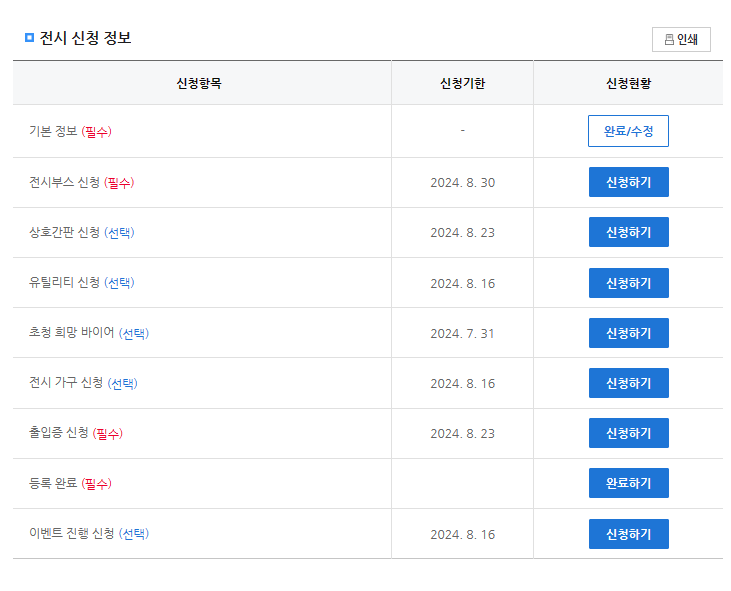 전시 신청 정보
인쇄
신청항목 신청기한 신청현황
기본 정보 (필수) - 완료/수정
전시부스 신청 (필수) 2024. 8. 30 신청하기
상호간판 신청 (선택) 2024. 8. 23 신청하기
유틸리티 신청 (선택) 2024. 8. 16 신청하기
초청 희망 바이어 (선택) 2024. 7. 31 신청하기
전시 가구 신청 (선택) 2024. 8. 16 신청하기
출입증 신청 (필수) 2024. 8. 23 신청하기
등록 완료 (필수) 완료하기
이벤트 진행 신청 (선택) 2024. 8. 16 신청하기